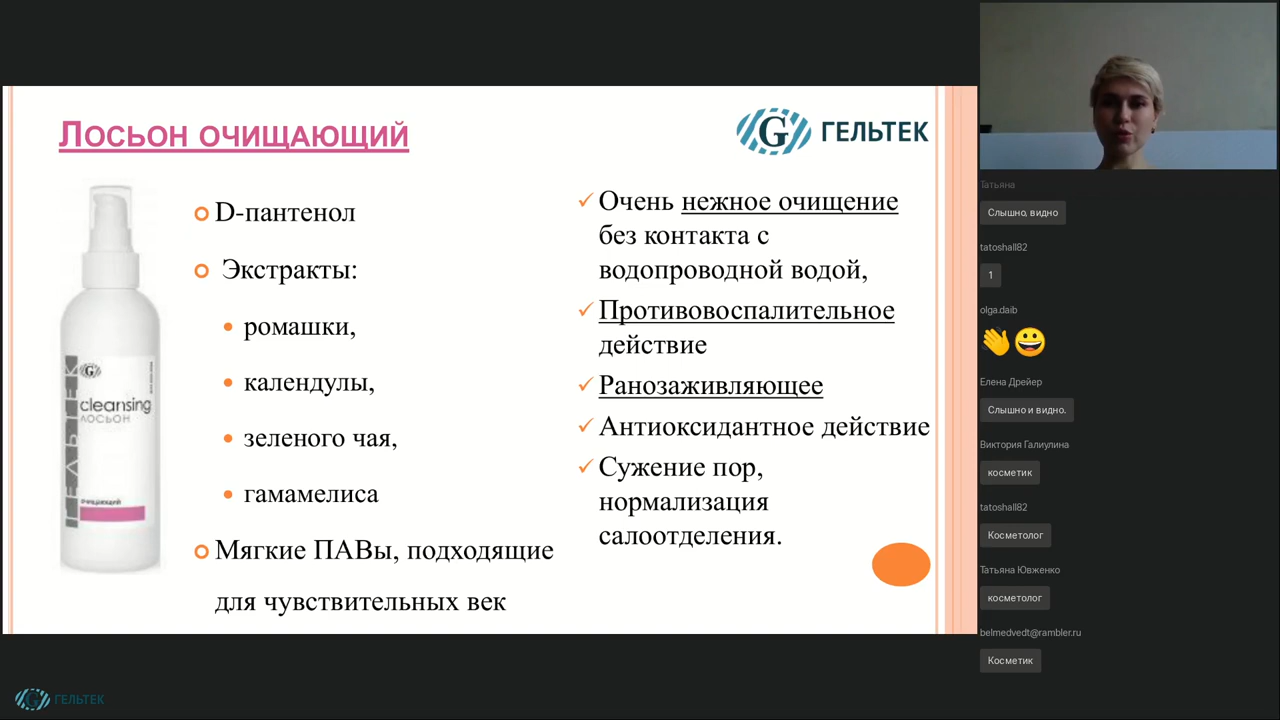 Лосьон очищающий
ГЕЛЬТЕК
D-пантенол
Экстракты:
ромашки,
календулы,
зеленого чая,
гамамелиса
Мягкие ПАВы, подходящие
для чувствительных век
Очень нежное очищение
без контакта с
водопроводной водой,
Противовоспалительное
действие
Ранозаживляющее
Антиоксидантное действие
Сужение пор,
нормализация
салоотделения.
G
ГЕЛЬТЕК
cleansing
лосьон
очищающий
Татьяна
Слышно, видно
tatoshall82
1
olga.daib
👋😀
Елена Дрейер
Слышно и видно.
Виктория Галиулина
косметик
tatoshall82
Косметолог
Татьяна Ювженко
косметолог
belmedvedt@rambler.ru
Косметик
ГЕЛЬТЕК